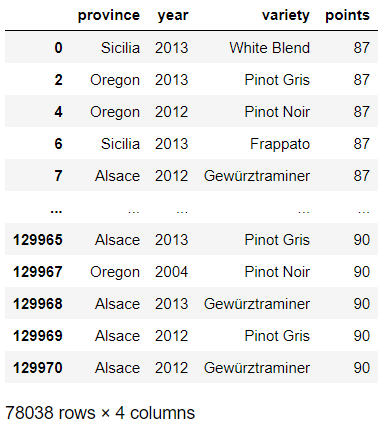 province year variety points
0 Sicilia 2013 White Blend 87
2 Oregon 2013 Pinot Gris 87
4 Oregon 2012 Pinot Noir 87
6 Sicilia 2013 Frappato 87
7 Alsace 2012 Gewürztraminer 87
... ... ... ... ...
129965 Alsace 2013 Pinot Gris 90
129967 Oregon 2004 Pinot Noir 90
129968 Alsace 2013 Gewürztraminer 90
129969 Alsace 2012 Pinot Gris 90
129970 Alsace 2012 Gewürztraminer 90
78038 rows × 4 columns